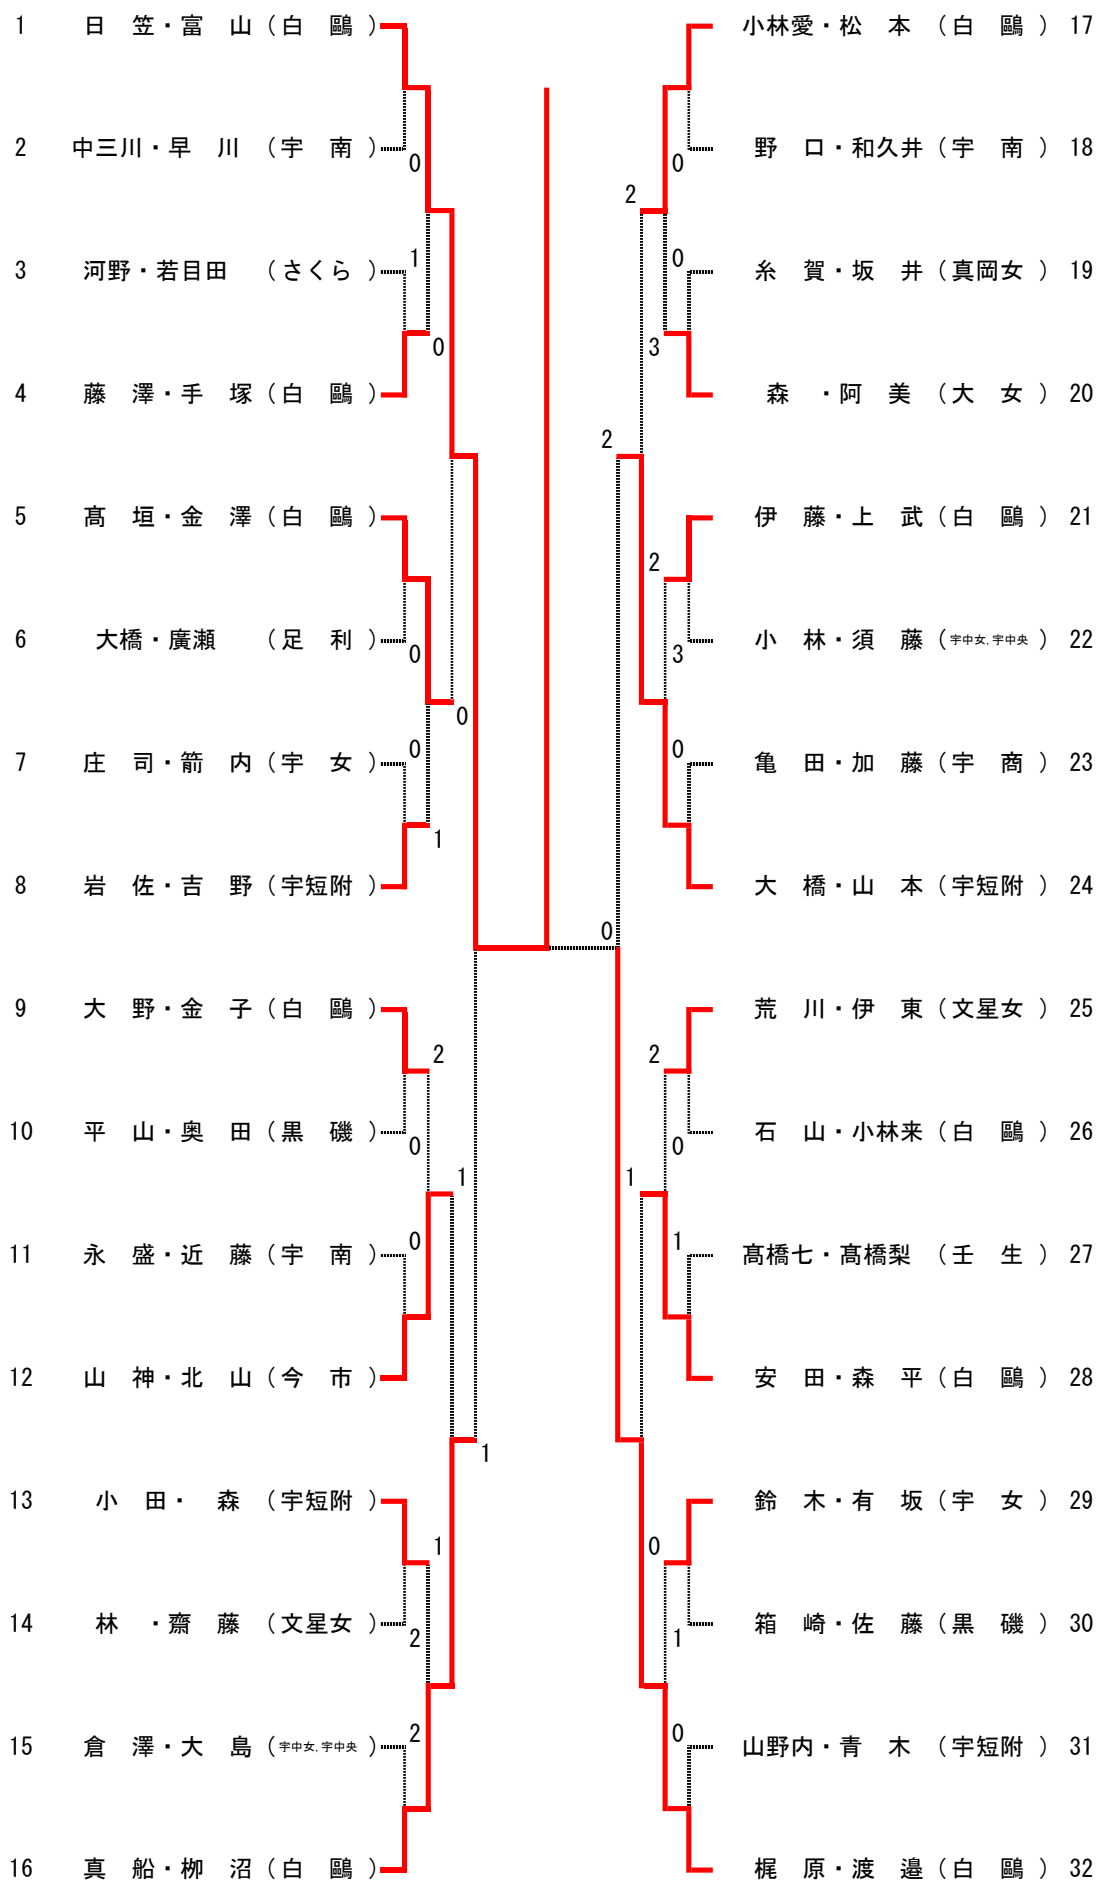 1 日 笠・富 山（白 鷗）
2 中三川・早 川（宇 南）
0
1
3 河野・若目田（さくら）
0
4 藤 澤・手 塚（白 鷗）
5 髙 垣・金 澤（白 鷗）
6 大橋・廣瀬（足 利）
0
0
7 庄 司・箭 内（宇 女）
0
1
8 岩 佐・吉 野（宇短附）
9 大 野・金 子（白 鷗）
2
10 平 山・奥 田（黒 磯）
0
1
11 永 盛・近 藤（宇 南）
0
12 山 神・北 山（今 市）
1
13 小 田・ 森（宇短附）
1
14 林 ・齋 藤（文星女）
2
15 倉 澤・大 島（宇中女,宇中央）
2
16 真 船・栁 沼（白 鷗）
小林愛・松 本（白 鷗）17
野 口・和久井（宇 南）18
0
2
0
糸 賀・坂 井（真岡女）19
3
森 ・阿 美（大 女）20
2
伊 藤・上 武（白 鷗）21
2
小 林・須 藤（宇中女,宇中央）22
3
0
亀 田・加 藤（宇 商）23
大 橋・山 本（宇短附）24
0
荒 川・伊 東（文星女）25
2
石 山・小林来（白 鷗）26
0
1
1
髙橋七・髙橋梨（壬 生）27
安 田・森 平（白 鷗）28
鈴 木・有 坂（宇 女）29
0
箱 崎・佐 藤（黒 磯）30
1
0
山野内・青 木（宇短附）31
梶 原・渡 邉（白 鷗）32